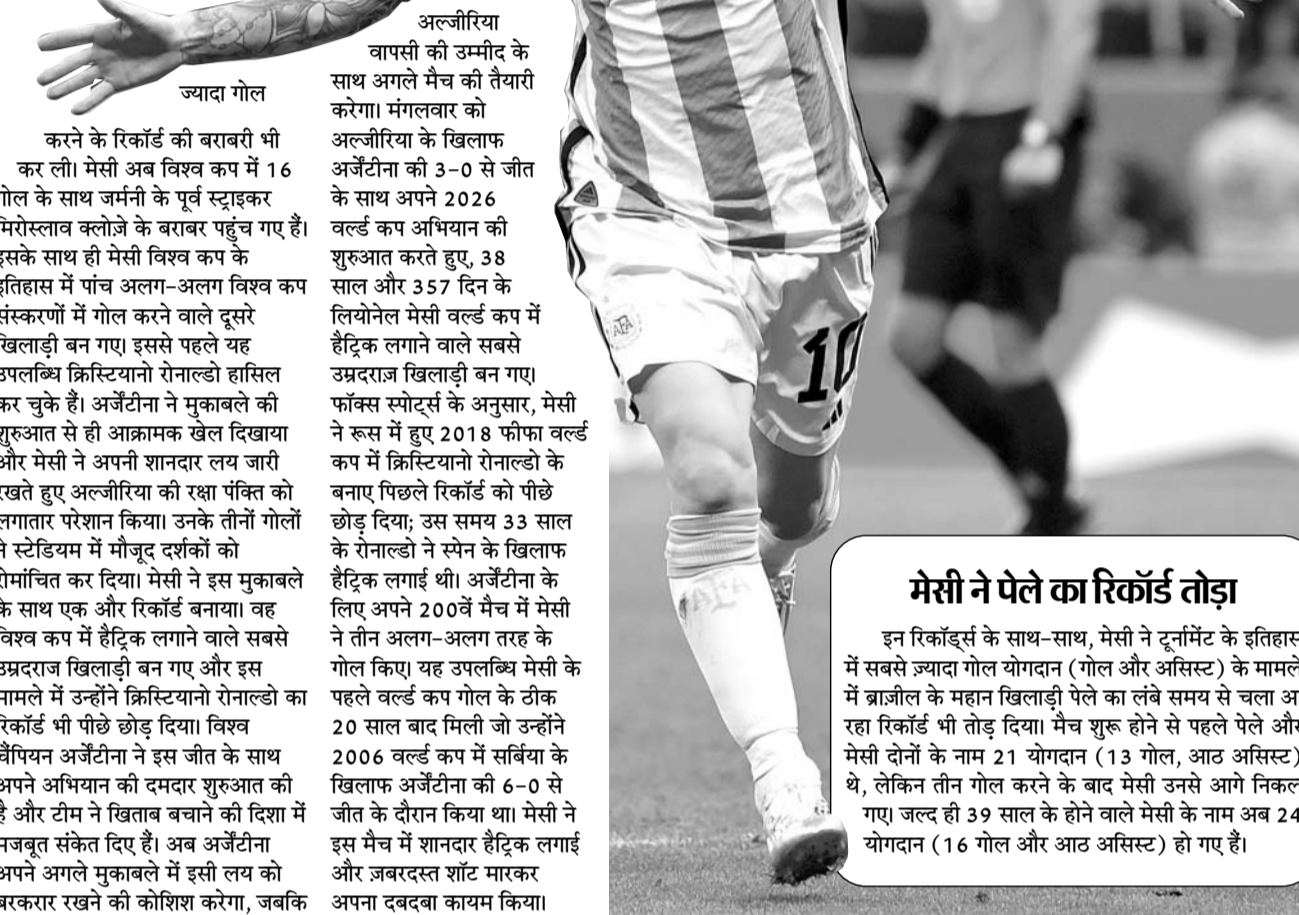 ज्यादा गोल
करने के रिकॉर्ड की बराबरी भी
कर ली। मेसी अब विश्व कप में 16
गोल के साथ जर्मनी के पूर्व स्ट्राइकर
मिरोस्लाव क्लोज़े के बराबर पहुंच गए हैं।
इसके साथ ही मेसी विश्व कप के
इतिहास में पांच अलग-अलग विश्व कप
संस्करणों में गोल करने वाले दूसरे
खिलाड़ी बन गए। इससे पहले यह
उपलब्धि क्रिस्टियानो रोनाल्डो हासिल
कर चुके हैं। अर्जेंटीना ने मुकाबले की
शुरुआत से ही आक्रामक खेल दिखाया
और मेसी ने अपनी शानदार लय जारी
रखते हुए अल्जीरिया की रक्षा पंक्ति को
लगातार परेशान किया। उनके तीनों गोलों
ने स्टेडियम में मौजूद दर्शकों को
रोमांचित कर दिया। मेसी ने इस मुकाबले
के साथ एक और रिकॉर्ड बनाया। वह
विश्व कप में हैट्रिक लगाने वाले सबसे
उम्रदराज खिलाड़ी बन गए और इस
मामले में उन्होंने क्रिस्टियानो रोनाल्डो का
रिकॉर्ड भी पीछे छोड़ दिया। विश्व
चैंपियन अर्जेंटीना ने इस जीत के साथ
अपने अभियान की दमदार शुरुआत की
है और टीम ने खिताब बचाने की दिशा में
मजबूत संकेत दिए हैं। अब अर्जेंटीना
अपने अगले मुकाबले में इसी लय को
बरकरार रखने की कोशिश करेगा, जबकि
अल्जीरिया
वापसी की उम्मीद के
साथ अगले मैच की तैयारी
करेगा। मंगलवार को
अल्जीरिया के खिलाफ
अर्जेंटीना की 3-0 से जीत
के साथ अपने 2026
वर्ल्ड कप अभियान की
शुरुआत करते हुए, 38
साल और 357 दिन के
लियोनेल मेसी वर्ल्ड कप में
हैट्रिक लगाने वाले सबसे
उम्रदराज़ खिलाड़ी बन गए।
फॉक्स स्पोर्ट्स के अनुसार, मेसी
ने रूस में हुए 2018 फीफा वर्ल्ड
कप में क्रिस्टियानो रोनाल्डो के
बनाए पिछले रिकॉर्ड को पीछे
छोड़ दिया; उस समय 33 साल
के रोनाल्डो ने स्पेन के खिलाफ
हैट्रिक लगाई थी। अर्जेंटीना के
लिए अपने 200वें मैच में मेसी
ने तीन अलग-अलग तरह के
गोल किए। यह उपलब्धि मेसी के
पहले वर्ल्ड कप गोल के ठीक
20 साल बाद मिली जो उन्होंने
2006 वर्ल्ड कप में सर्बिया के
खिलाफ अर्जेंटीना की 6-0 से
जीत के दौरान किया था। मेसी ने
इस मैच में शानदार हैट्रिक लगाई
और ज़बरदस्त शॉट मारकर
अपना दबदबा कायम किया।
AFA
10
AFA
मेसी ने पेले का रिकॉर्ड तोड़ा
इन रिकॉर्ड्स के साथ-साथ, मेसी ने टूर्नामेंट के इतिहास
में सबसे ज़्यादा गोल योगदान (गोल और असिस्ट) के मामले
में ब्राज़ील के महान खिलाड़ी पेले का लंबे समय से चला आ
रहा रिकॉर्ड भी तोड़ दिया। मैच शुरू होने से पहले पेले और
मेसी दोनों के नाम 21 योगदान (13 गोल, आठ असिस्ट)
थे, लेकिन तीन गोल करने के बाद मेसी उनसे आगे निकल
गए। जल्द ही 39 साल के होने वाले मेसी के नाम अब 24
योगदान (16 गोल और आठ असिस्ट) हो गए हैं।